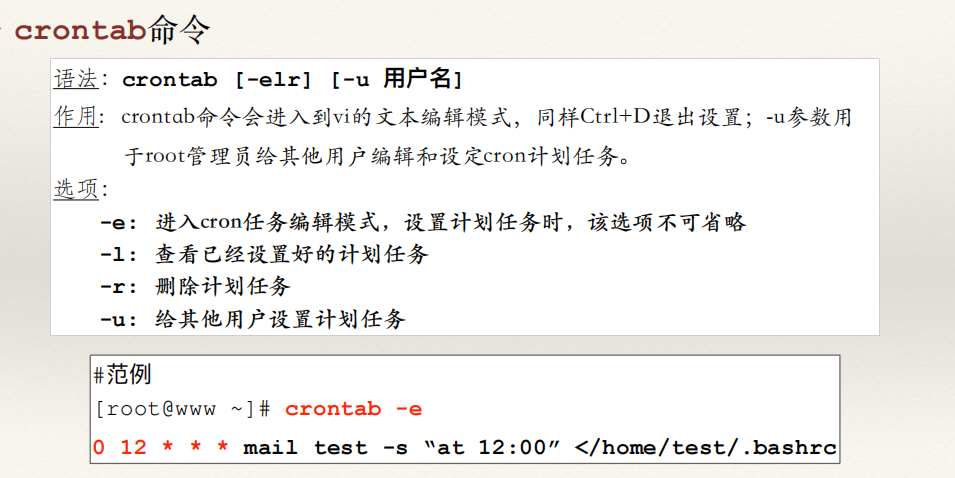 crontab命令
语法：crontab [-elr] [-u 用户名]
作用：crontab命令会进入到vi的文本编辑模式，同样Ctrl+D退出设置；-u参数用
于root管理员给其他用户编辑和设定cron计划任务。
选项：
-e: 进入cron任务编辑模式，设置计划任务时，该选项不可省略
-l: 查看已经设置好的计划任务
-r: 删除计划任务
-u: 给其他用户设置计划任务
#范例
[root@www ~]# crontab -e
0 12 * * * mail test -s “at 12:00” </home/test/.bashrc